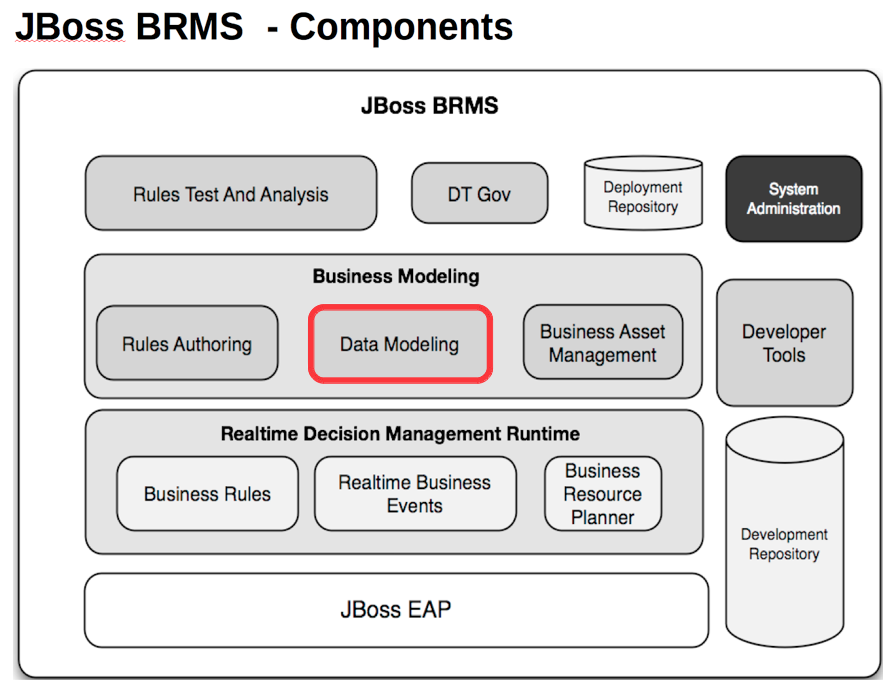 JBoss BRMS - Components
JBoss BRMS
Rules Test And Analysis
DT Gov
Deployment
Repository
System
Administration
Business Modeling
Rules Authoring
Data Modeling
Business Asset
Management
Developer
Tools
Realtime Decision Management Runtime
Business Rules
Realtime Business
Events
Business
Resource
Planner
Development
Repository
JBoss EAP